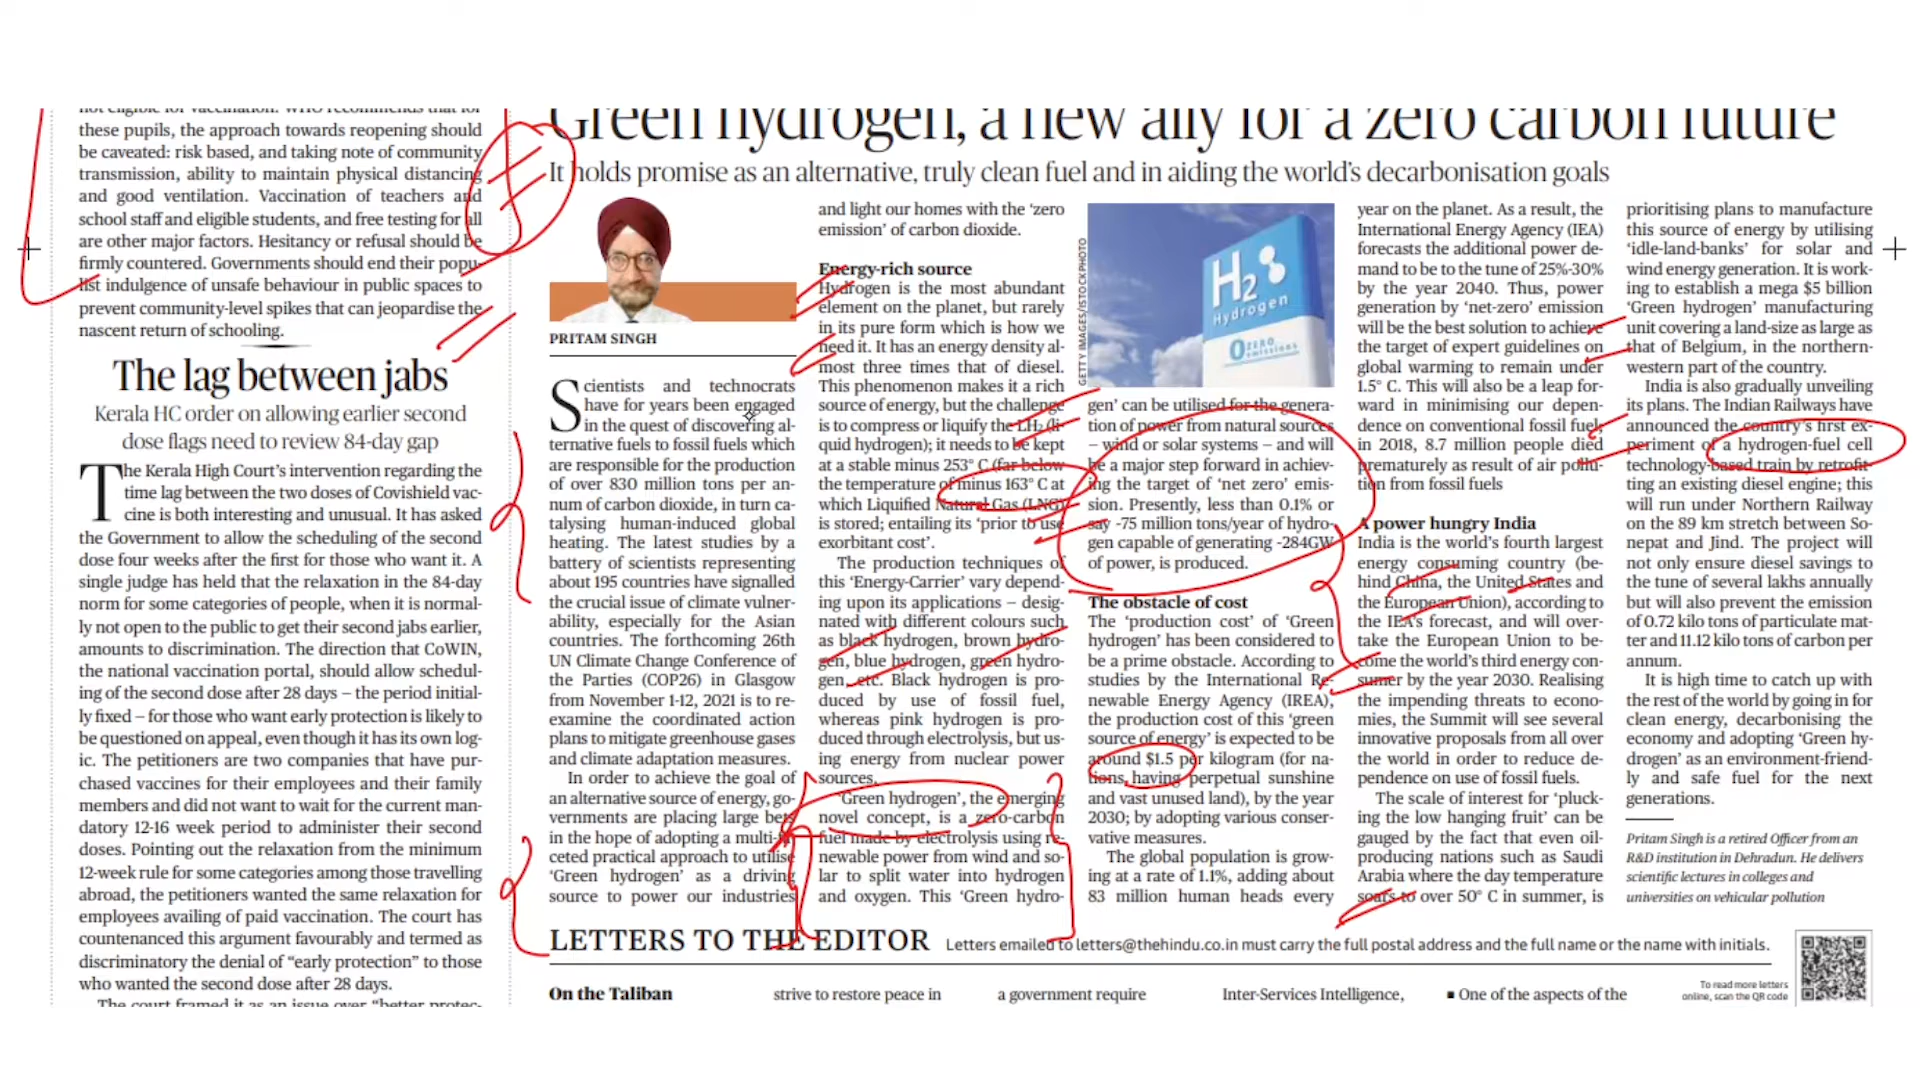 these pupils, the approach towards reopening should
be caveated: risk based, and taking note of community
transmission, ability to maintain physical distancing
and good ventilation. Vaccination of teachers and
school staff and eligible students, and free testing for all
are other major factors. Hesitancy or refusal should be
firmly countered. Governments should end their popu-
list indulgence of unsafe behaviour in public spaces to
prevent community-level spikes that can jeopardise the
nascent return of schooling.
The lag between jabs
Kerala HC order on allowing earlier second
dose flags need to review 84-day gap
The Kerala High Court's intervention regarding the
time lag between the two doses of Covishield vac-
cine is both interesting and unusual. It has asked
the Government to allow the scheduling of the second
dose four weeks after the first for those who want it. A
single judge has held that the relaxation in the 84-day
norm for some categories of people, when it is normal-
ly not open to the public to get their second jabs earlier,
amounts to discrimination. The direction that CoWIN,
the national vaccination portal, should allow schedul-
ing of the second dose after 28 days – the period initial-
ly fixed – for those who want early protection is likely to
be questioned on appeal, even though it has its own log-
ic. The petitioners are two companies that have pur-
chased vaccines for their employees and their family
members and did not want to wait for the current man-
datory 12-16 week period to administer their second
doses. Pointing out the relaxation from the minimum
12-week rule for some categories among those travelling
abroad, the petitioners wanted the same relaxation for
employees availing of paid vaccination. The court has
countenanced this argument favourably and termed as
discriminatory the denial of "early protection" to those
who wanted the second dose after 28 days.
The court framed it as an issue over "better protec-
Green hydrogen, a new ally for a zero carbon future
It holds promise as an alternative, truly clean fuel and in aiding the world's decarbonisation goals
PRITAM SINGH
Scientists and technocrats
have for years been engaged
in the quest of discovering al-
ternative fuels to fossil fuels which
are responsible for the production
of over 830 million tons per an-
num of carbon dioxide, in turn ca-
talysing human-induced global
heating. The latest studies by a
battery of scientists representing
about 195 countries have signalled
the crucial issue of climate vulner-
ability, especially for the Asian
countries. The forthcoming 26th
UN Climate Change Conference of
the Parties (COP26) in Glasgow
from November 1-12, 2021 is to re-
examine the coordinated action
plans to mitigate greenhouse gases
and climate adaptation measures.
In order to achieve the goal of
an alternative source of energy, go-
vernments are placing large bets
in the hope of adopting a multi-fa-
ceted practical approach to utilise
'Green hydrogen' as a driving
source to power our industries
and light our homes with the 'zero
emission' of carbon dioxide.
Energy-rich source
Hydrogen is the most abundant
element on the planet, but rarely
in its pure form which is how we
need it. It has an energy density al-
most three times that of diesel.
This phenomenon makes it a rich
source of energy, but the challenge
is to compress or liquify the LH₂ (li-
quid hydrogen); it needs to be kept
at a stable minus 253° C (far below
the temperature of minus 163° C at
which Liquified Natural Gas (LNG)
is stored; entailing its 'prior to use
exorbitant cost'.
The production techniques of
this 'Energy-Carrier' vary depend-
ing upon its applications – desig-
nated with different colours such
as black hydrogen, brown hydro-
gen, blue hydrogen, green hydro-
gen, etc. Black hydrogen is pro-
duced by use of fossil fuel,
whereas pink hydrogen is pro-
duced through electrolysis, but us-
ing energy from nuclear power
sources.
'Green hydrogen', the emerging
novel concept, is a zero-carbon
fuel made by electrolysis using re-
newable power from wind and so-
lar to split water into hydrogen
and oxygen. This 'Green hydro-
GETTY IMAGES/ISTOCKPHOTO
H2
Hydrogen
ZERO
emissions
gen' can be utilised for the genera-
tion of power from natural sources
– wind or solar systems – and will
be a major step forward in achiev-
ing the target of 'net zero' emis-
sion. Presently, less than 0.1% or
say ~75 million tons/year of hydro-
gen capable of generating ~284GW
of power, is produced.
The obstacle of cost
The 'production cost' of 'Green
hydrogen' has been considered to
be a prime obstacle. According to
studies by the International Re-
newable Energy Agency (IREA),
the production cost of this 'green
source of energy' is expected to be
around $1.5 per kilogram (for na-
tions, having perpetual sunshine
and vast unused land), by the year
2030; by adopting various conser-
vative measures.
The global population is grow-
ing at a rate of 1.1%, adding about
83 million human heads every
year on the planet. As a result, the
International Energy Agency (IEA)
forecasts the additional power de-
mand to be to the tune of 25%-30%
by the year 2040. Thus, power
generation by 'net-zero' emission
will be the best solution to achieve
the target of expert guidelines on
global warming to remain under
1.5° C. This will also be a leap for-
ward in minimising our depen-
dence on conventional fossil fuel;
in 2018, 8.7 million people died
prematurely as result of air pollu-
tion from fossil fuels
A power hungry India
India is the world's fourth largest
energy consuming country (be-
hind China, the United States and
the European Union), according to
the IEA's forecast, and will over-
take the European Union to be-
come the world's third energy con-
sumer by the year 2030. Realising
the impending threats to econo-
mies, the Summit will see several
innovative proposals from all over
the world in order to reduce de-
pendence on use of fossil fuels.
The scale of interest for 'pluck-
ing the low hanging fruit' can be
gauged by the fact that even oil-
producing nations such as Saudi
Arabia where the day temperature
soars to over 50° C in summer, is
prioritising plans to manufacture
this source of energy by utilising
'idle-land-banks' for solar and
wind energy generation. It is work-
ing to establish a mega $5 billion
'Green hydrogen' manufacturing
unit covering a land-size as large as
that of Belgium, in the northern-
western part of the country.
India is also gradually unveiling
its plans. The Indian Railways have
announced the country's first ex-
periment of a hydrogen-fuel cell
technology-based train by retrofit-
ting an existing diesel engine; this
will run under Northern Railway
on the 89 km stretch between So-
nepat and Jind. The project will
not only ensure diesel savings to
the tune of several lakhs annually
but will also prevent the emission
of 0.72 kilo tons of particulate mat-
ter and 11.12 kilo tons of carbon per
annum.
It is high time to catch up with
the rest of the world by going in for
clean energy, decarbonising the
economy and adopting 'Green hy-
drogen' as an environment-friend-
ly and safe fuel for the next
generations.
Pritam Singh is a retired Officer from an
R&D institution in Dehradun. He delivers
scientific lectures in colleges and
universities on vehicular pollution
LETTERS TO THE EDITOR Letters emailed to letters@thehindu.co.in must carry the full postal address and the full name or the name with initials.
On the Taliban
strive to restore peace in
a government require
Inter-Services Intelligence,
■ One of the aspects of the
To read more letters
online, scan the QR code